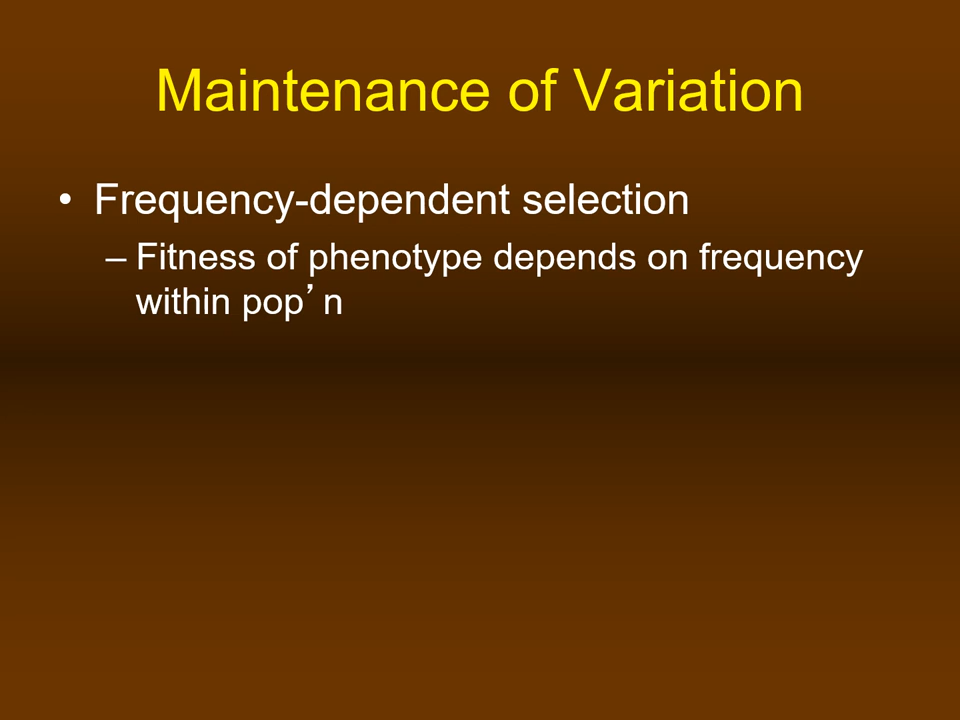 Maintenance of Variation
• Frequency-dependent selection
– Fitness of phenotype depends on frequency
within pop’n